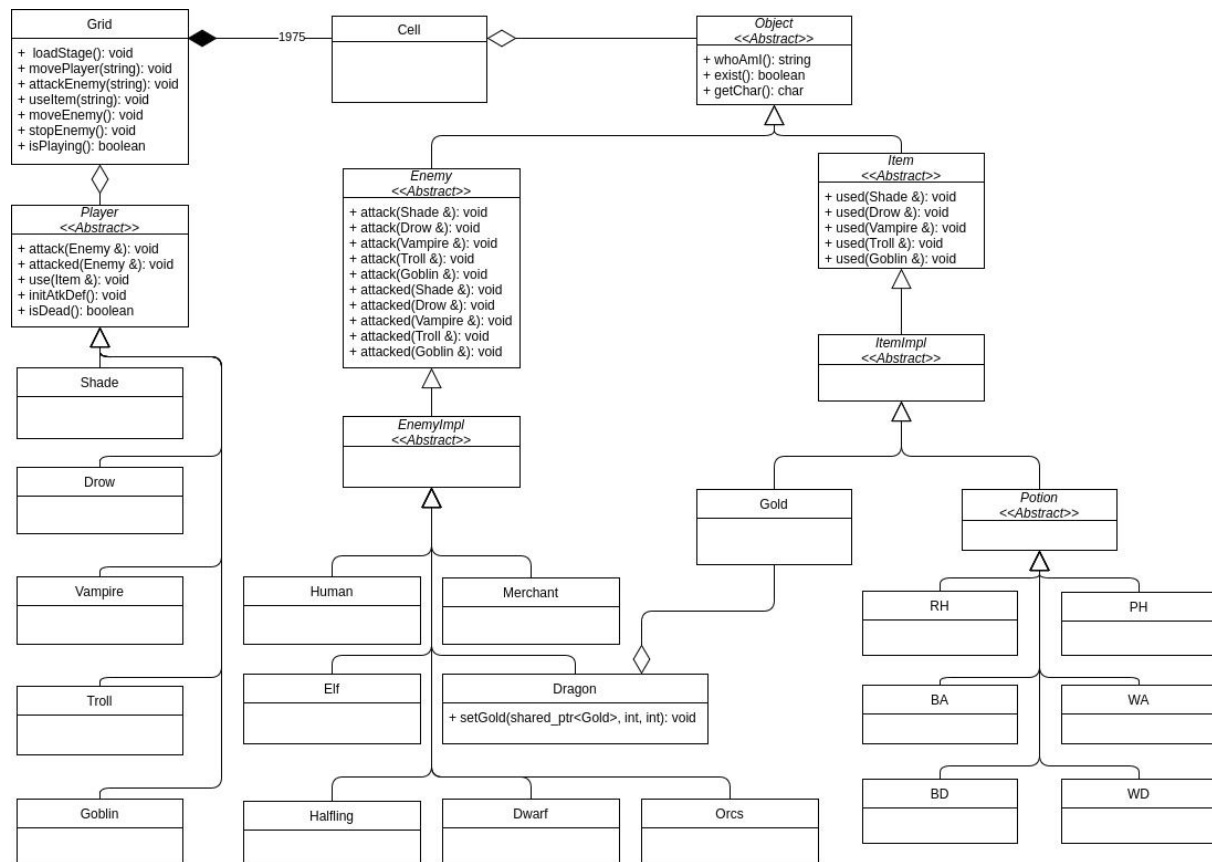 Grid
+ loadStage(): void
+ movePlayer(string): void
+ attackEnemy(string): void
+ useItem(string): void
+ moveEnemy(): void
+ stopEnemy(): void
+ isPlaying(): boolean
1975
Cell
Object
<<Abstract>>
+ whoAmI(): string
+ exist(): boolean
+ getChar(): char
Player
<<Abstract>>
+ attack(Enemy &): void
+ attacked(Enemy &): void
+ use(Item &): void
+ initAtkDef(): void
+ isDead(): boolean
Enemy
<<Abstract>>
+ attack(Shade &): void
+ attack(Drow &): void
+ attack(Vampire &): void
+ attack(Troll &): void
+ attack(Goblin &): void
+ attacked(Shade &): void
+ attacked(Drow &): void
+ attacked(Vampire &): void
+ attacked(Troll &): void
+ attacked(Goblin &): void
Item
<<Abstract>>
+ used(Shade &): void
+ used(Drow &): void
+ used(Vampire &): void
+ used(Troll &): void
+ used(Goblin &): void
ItemImpl
<<Abstract>>
EnemyImpl
<<Abstract>>
Shade
Drow
Vampire
Troll
Goblin
Human
Merchant
Elf
Dragon
+ setGold(shared_ptr<Gold>, int, int): void
Halfling
Dwarf
Orcs
Gold
Potion
<<Abstract>>
RH
PH
BA
WA
BD
WD